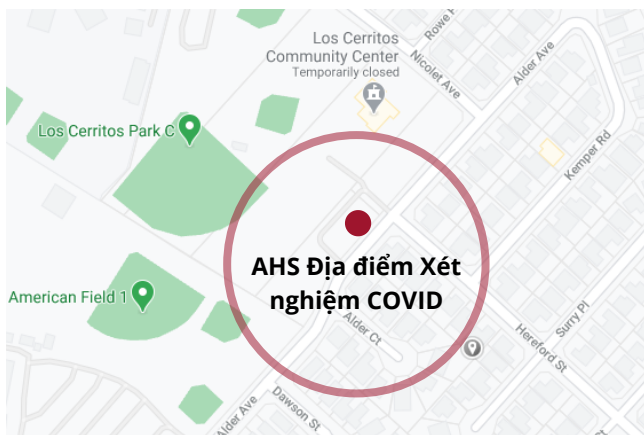 Los Cerritos
Community Center
Temporarily closed
Nicolet Ave
Alder Ave
Kemper Rd
Los Cerritos Park C
AHS Địa điểm Xét
nghiệm COVID
American Field 1
Alder Ct
Surry Pl
Hereford St
Dawson St
Alder Ave